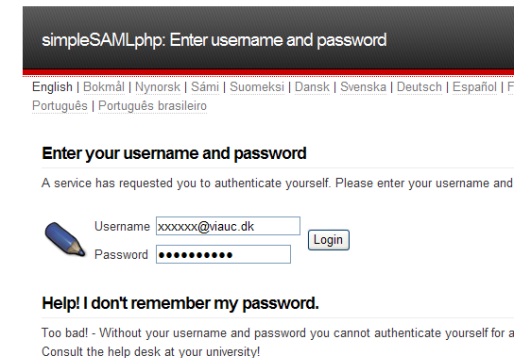 simpleSAMLphp: Enter username and password
English | Bokmål | Nynorsk | Sámi | Suomeksi | Dansk | Svenska | Deutsch | Español | F
Português | Português brasileiro
Enter your username and password
A service has requested you to authenticate yourself. Please enter your username and
Username xxxxxx@viauc.dk
Login
Password ●●●●●●●●●●
Help! I don't remember my password.
Too bad! - Without your username and password you cannot authenticate yourself for a
Consult the help desk at your university!